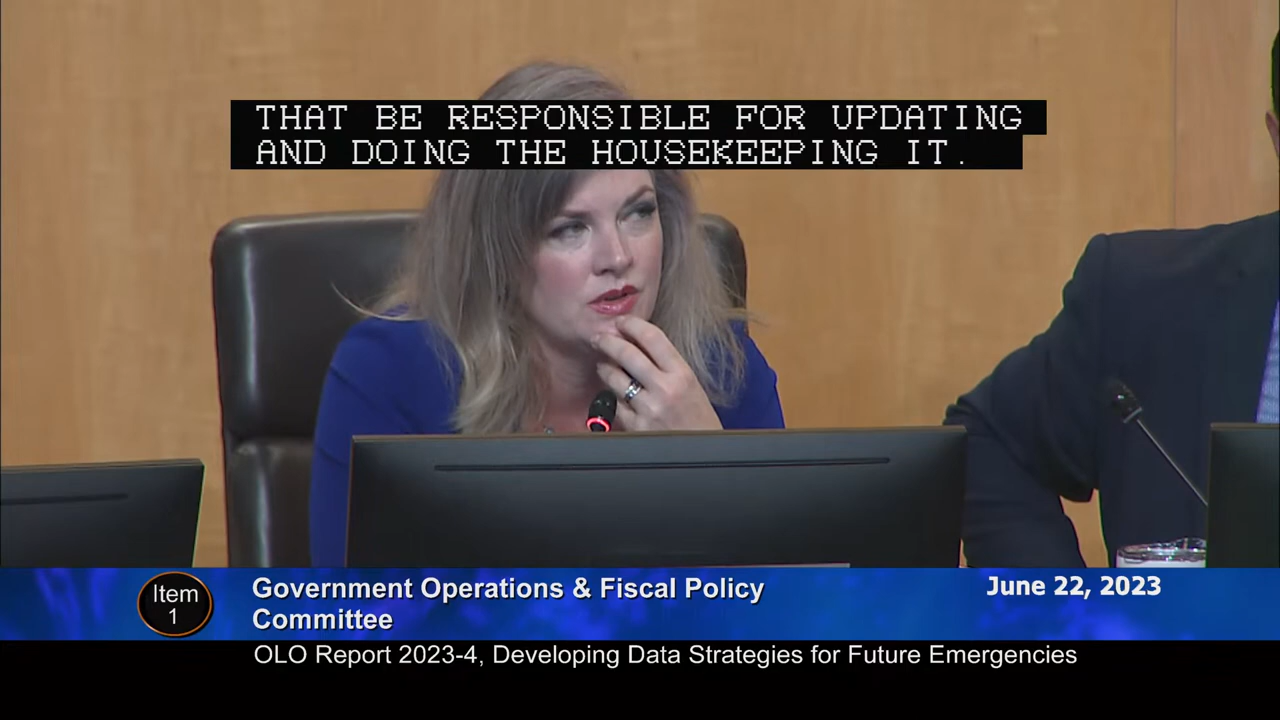 THAT BE RESPONSIBLE FOR UPDATING
AND DOING THE HOUSEKEEPING IT.
Item
1
Government Operations & Fiscal Policy
Committee
June 22, 2023
OLO Report 2023-4, Developing Data Strategies for Future Emergencies